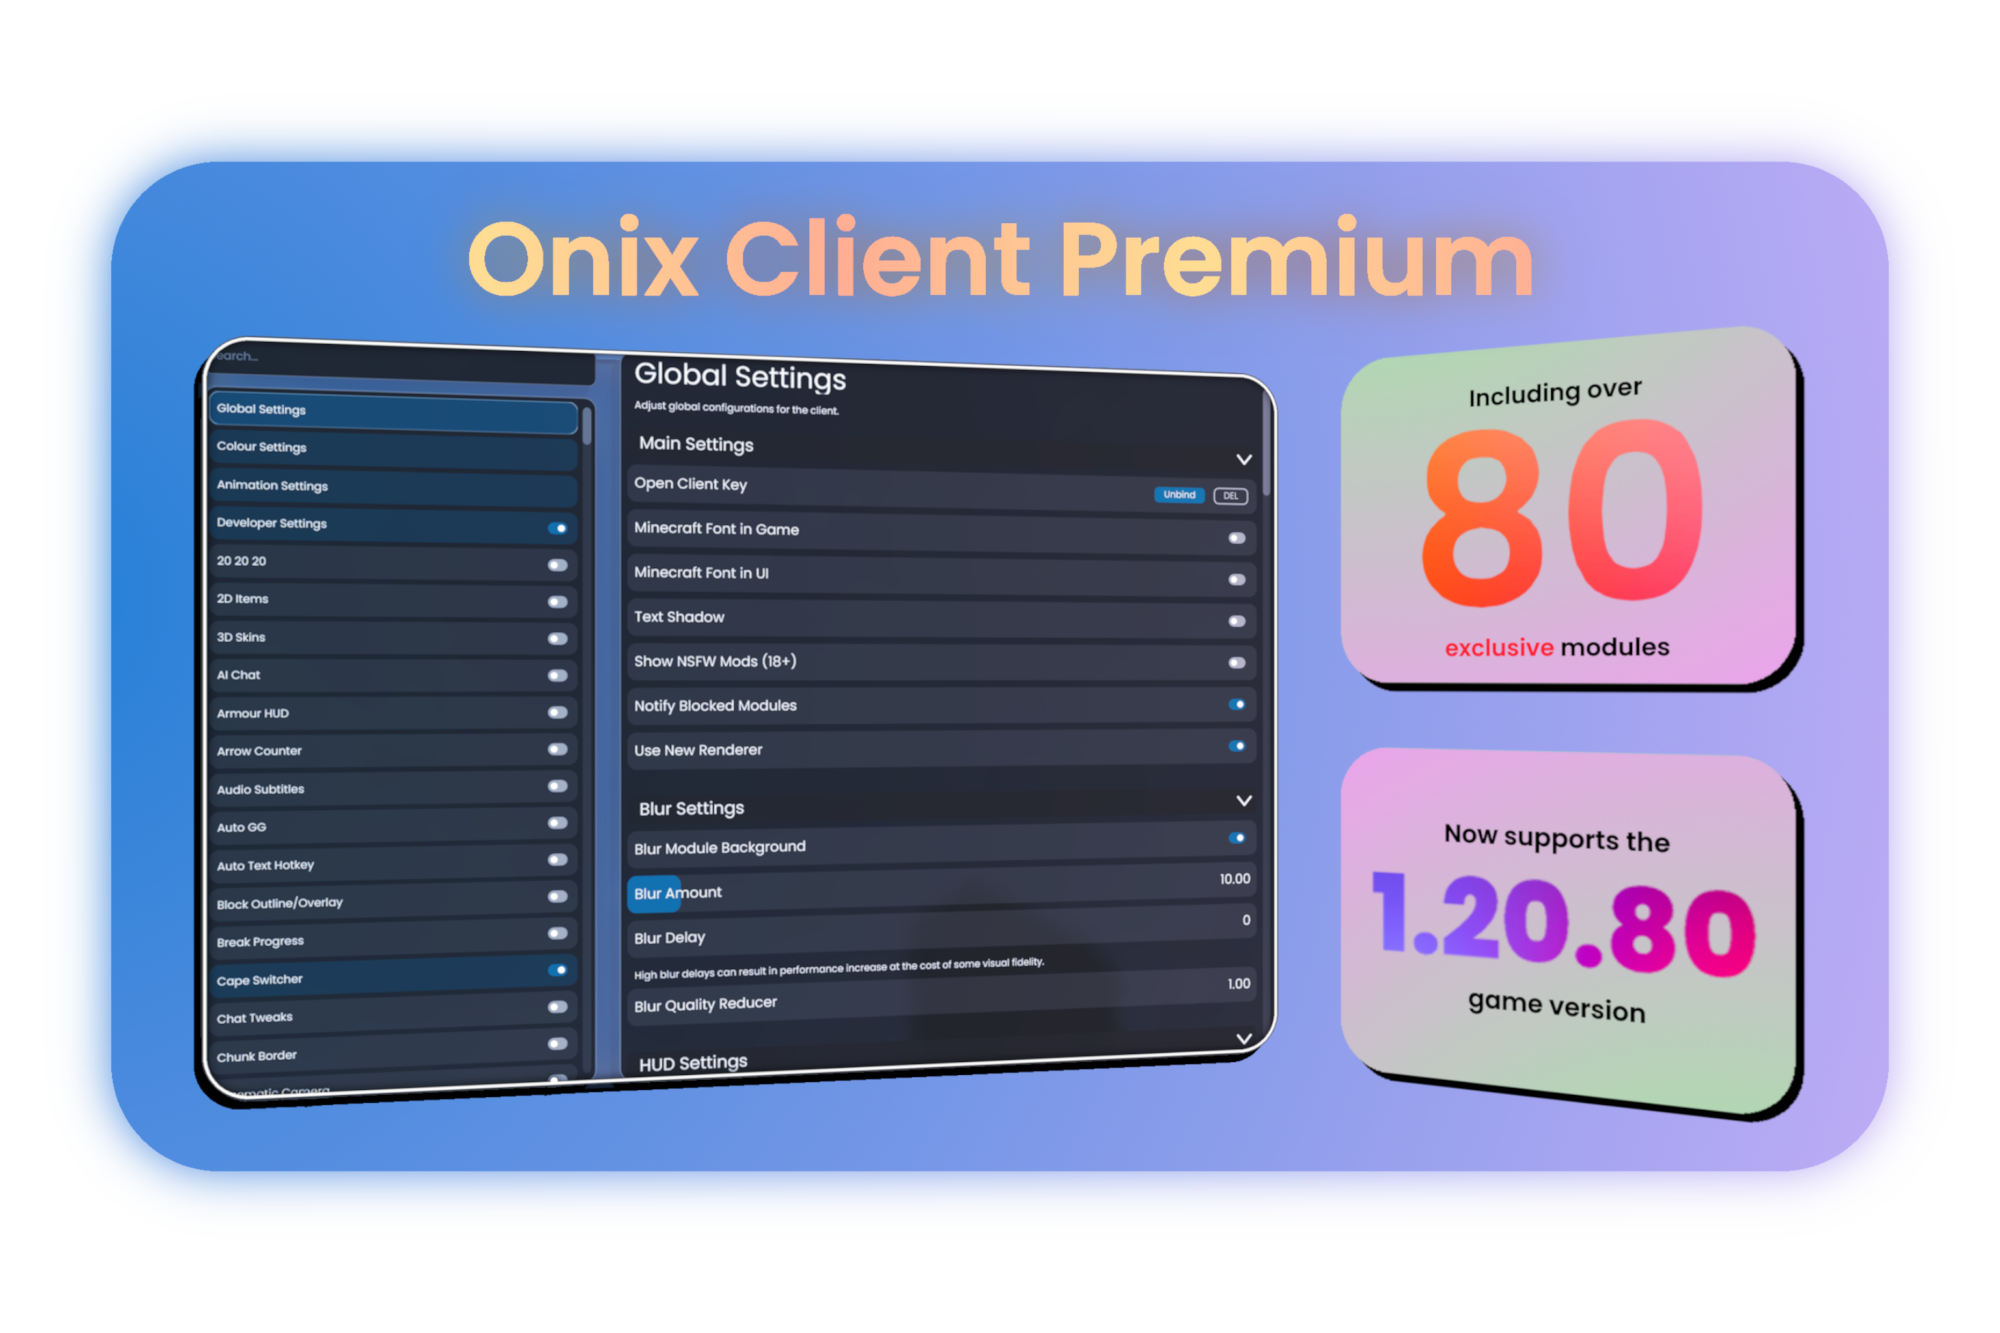 Onix Client Premium
earch...
Global Settings
Colour Settings
Animation Settings
Developer Settings
20 20 20
2D Items
3D Skins
AI Chat
Armour HUD
Arrow Counter
Audio Subtitles
Auto GG
Auto Text Hotkey
Block Outline/Overlay
Break Progress
Cape Switcher
Chat Tweaks
Chunk Border
Global Settings
Adjust global configurations for the client.
Main Settings
Open Client Key Unbind DEL
Minecraft Font in Game
Minecraft Font in UI
Text Shadow
Show NSFW Mods (18+)
Notify Blocked Modules
Use New Renderer
Blur Settings
Blur Module Background
Blur Amount 10.00
Blur Delay 0
High blur delays can result in performance increase at the cost of some visual fidelity.
Blur Quality Reducer 1.00
HUD Settings
Including over
80
exclusive modules
Now supports the
1.20.80
game version